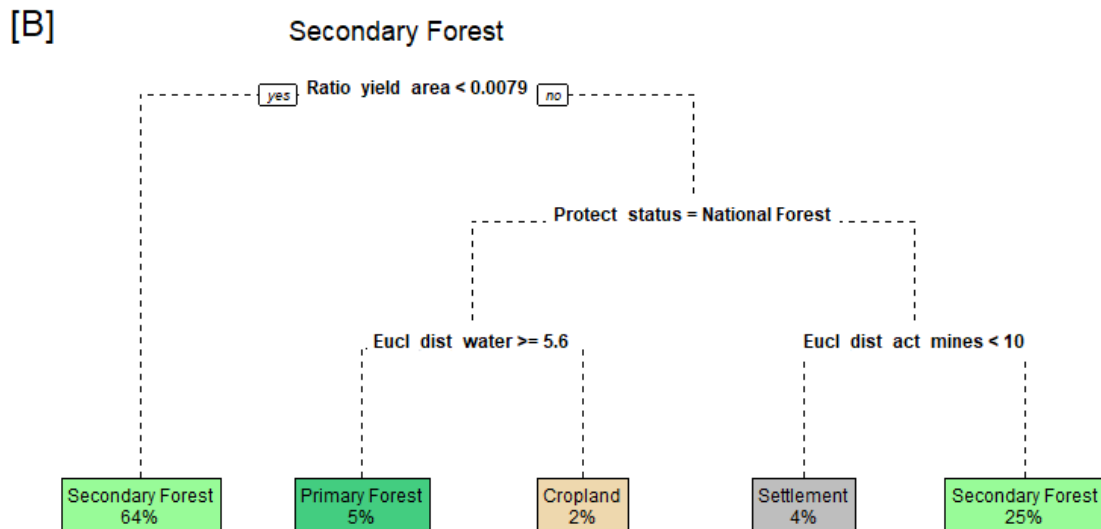 [B]
Secondary Forest
yes
Ratio yield area < 0.0079
no
Protect status = National Forest
Eucl dist water >= 5.6
Eucl dist act mines < 10
Secondary Forest
64%
Primary Forest
5%
Cropland
2%
Settlement
4%
Secondary Forest
25%